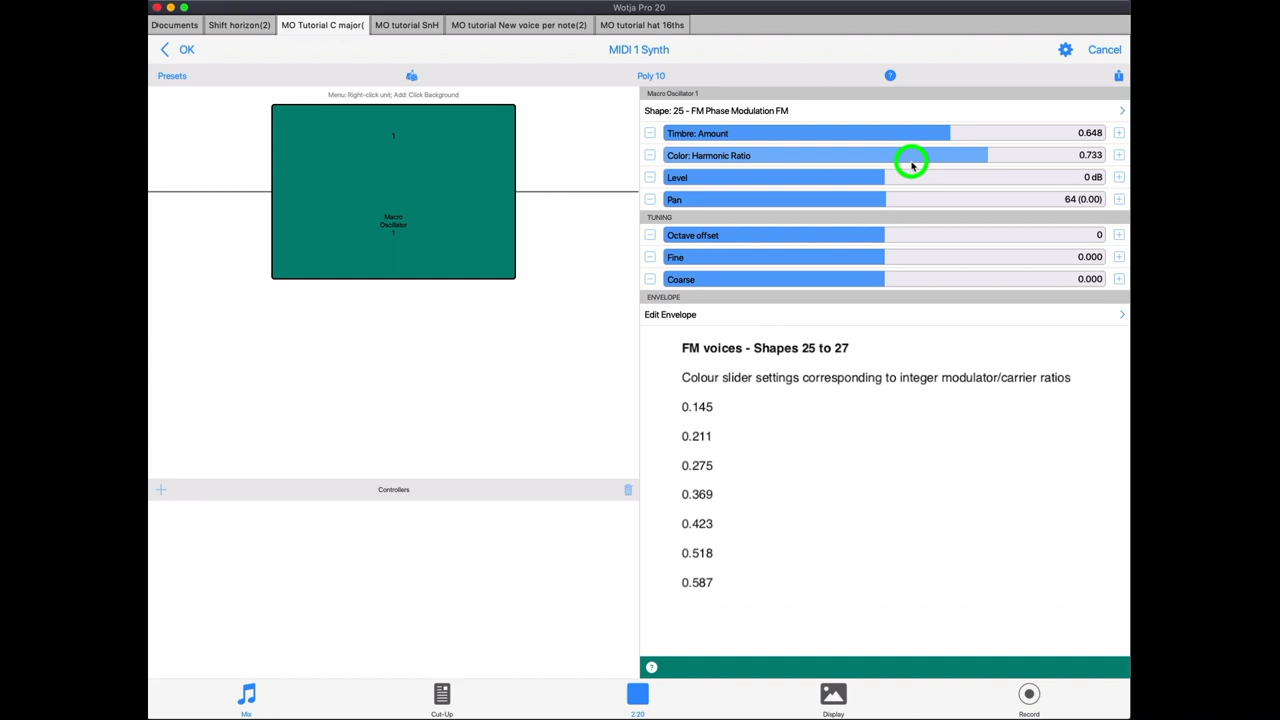 Wotja Pro 20
Documents
Shift horizon(2)
MO Tutorial C major(
MO tutorial SnH
MO tutorial New voice per note(2)
MO tutorial hat 16ths
OK
MIDI 1 Synth
Cancel
Presets
Poly 10
?
Menu: Right-click unit; Add: Click Background
1
Macro
Oscillator
1
Macro Oscillator 1
Shape: 25 - FM Phase Modulation FM
Timbre: Amount 0.648
Color: Harmonic Ratio 0.733
Level 0 dB
Pan 64 (0.00)
TUNING
Octave offset 0
Fine 0.000
Coarse 0.000
ENVELOPE
Edit Envelope
FM voices - Shapes 25 to 27
Colour slider settings corresponding to integer modulator/carrier ratios
0.145
0.211
0.275
0.369
0.423
0.518
0.587
Controllers
?
Mix
Cut-Up
2:20
Display
Record